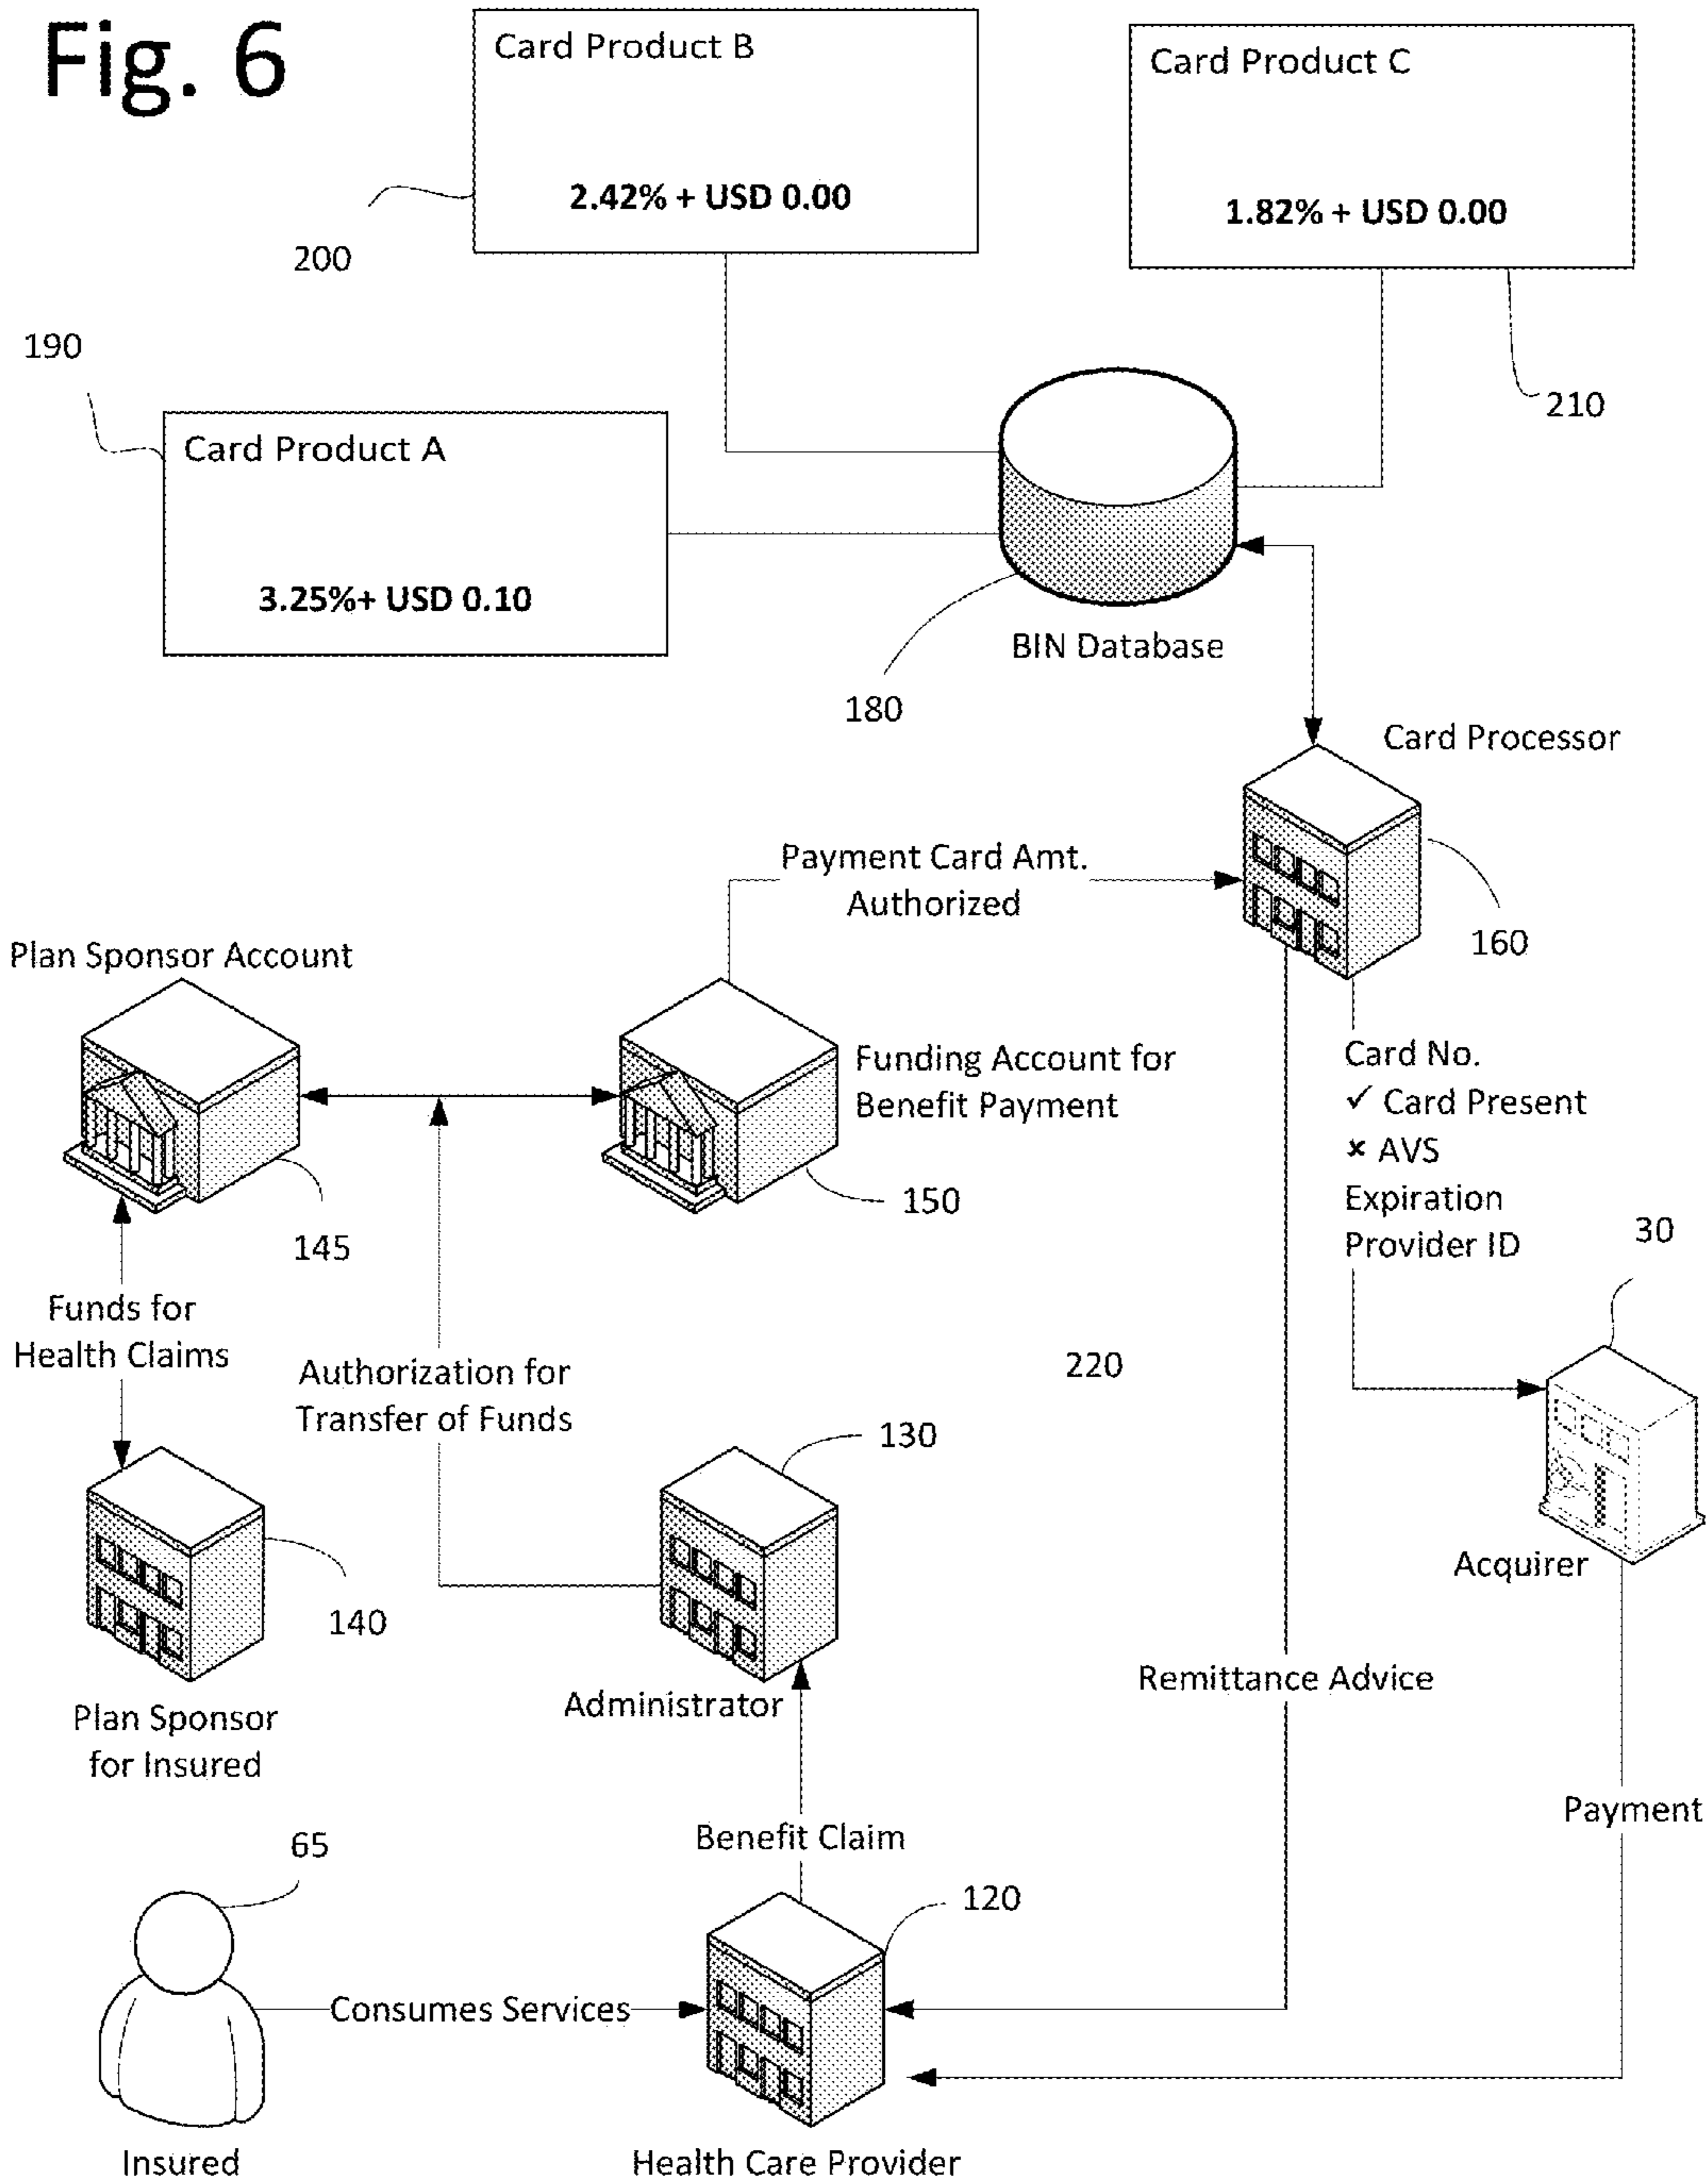 Fig. 6
Card Product B
2.42% + USD 0.00
200
Card Product C
1.82% + USD 0.00
210
190
Card Product A
3.25%+ USD 0.10
BIN Database
180
Card Processor
160
Payment Card Amt.
Authorized
Plan Sponsor Account
145
Funding Account for
Benefit Payment
150
Card No.
✓ Card Present
✗ AVS
Expiration
Provider ID
30
Funds for
Health Claims
Authorization for
Transfer of Funds
220
130
Acquirer
140
Plan Sponsor
for Insured
Administrator
Remittance Advice
Payment
Benefit Claim
65
120
Consumes Services
Insured
Health Care Provider